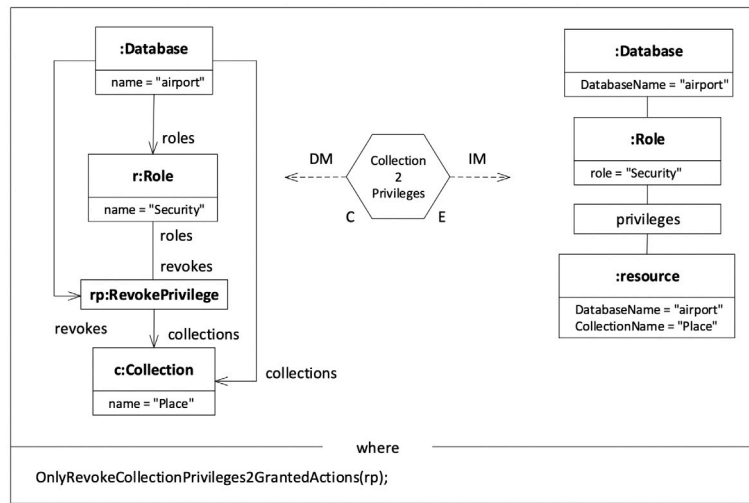 :Database
name = "airport"
roles
r:Role
name = "Security"
roles
revokes
rp:RevokePrivilege
revokes
collections
c:Collection
name = "Place"
collections
DM
Collection
2
Privileges
IM
C
E
:Database
DatabaseName = "airport"
:Role
role = "Security"
privileges
:resource
DatabaseName = "airport"
CollectionName = "Place"
where
OnlyRevokeCollectionPrivileges2GrantedActions(rp);